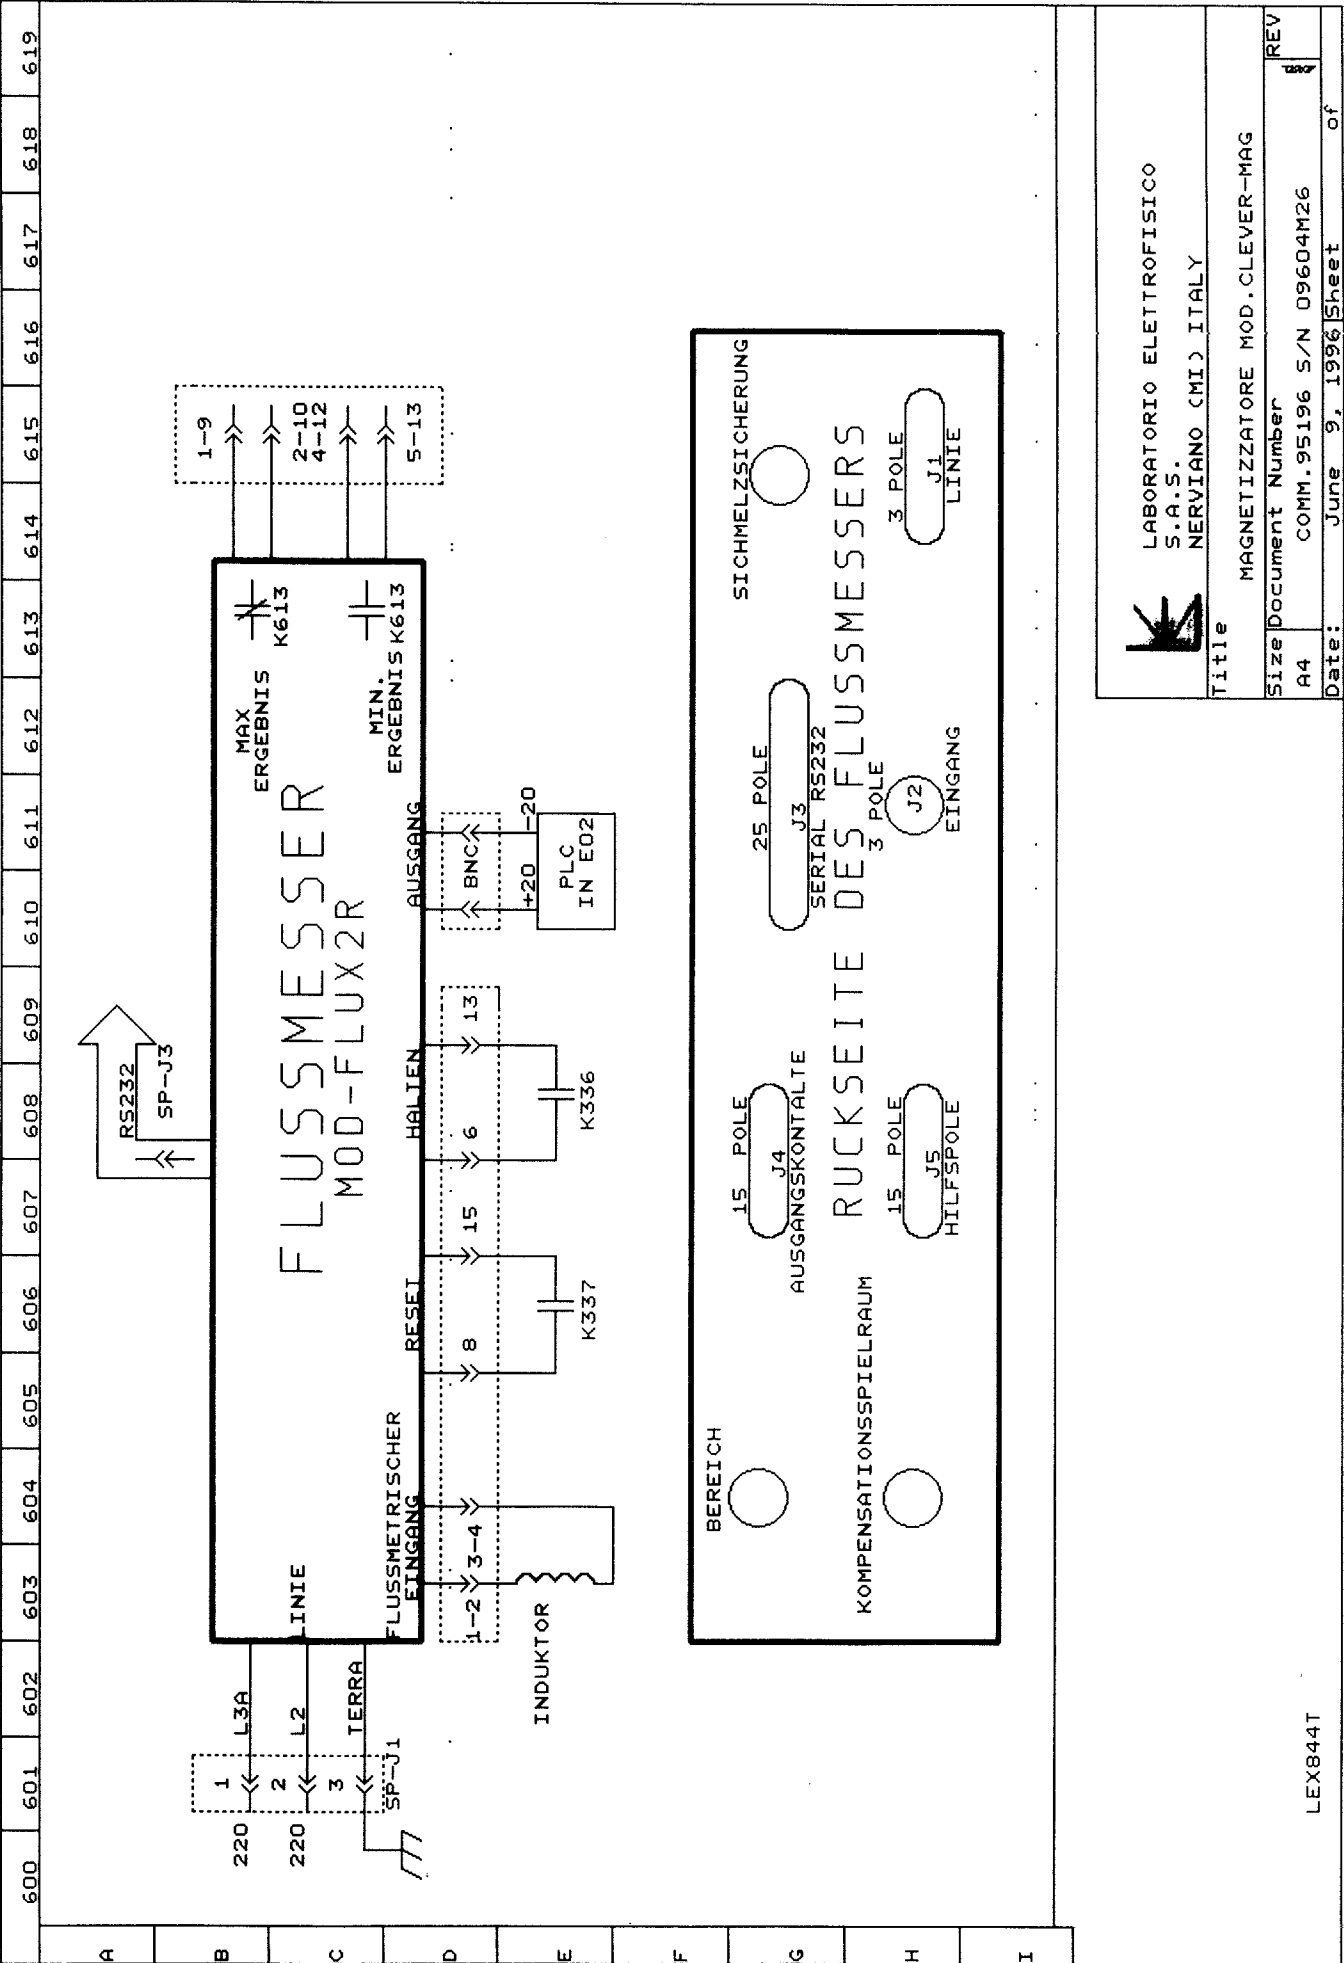 600 601 602 603 604 605 606 607 608 609 610 611 612 613 614 615 616 617 618 619
A
B
C
D
E
F
G
H
I
RS232
SP-J3
220
1
L3A
220
2
L2
3
TERRA
SP-J1
LINIE
FLUSSMESSER
MOD-FLUX2R
MAX
ERGEBNIS
K613
MIN.
ERGEBNIS
K613
1-9
2-10
4-12
5-13
FLUSSMETRISCHER
EINGANG
RESET
HALIEN
AUSGANG
1-2
3-4
8
15
6
13
BNC
INDUKTOR
K337
K336
+20
-20
PLC
IN E02
BEREICH
15 POLE
J4
AUSGANGSKONTALTE
25 POLE
J3
SERIAL RS232
SICHMELZSICHERUNG
RUCKSEITE DES FLUSSMESSERS
KOMPENSATIONSSPIELRAUM
15 POLE
J5
HILFSPOLE
3 POLE
J2
EINGANG
3 POLE
J1
LINIE
LABORATORIO ELETTROFISICO
S.A.S.
NERVIANO (MI) ITALY
Title
MAGNETIZZATORE MOD.CLEVER-MAG
Size
Document Number
REV
A4
COMM.95196 S/N 09604M26
Date:
June 9, 1996
Sheet
of
LEX844T